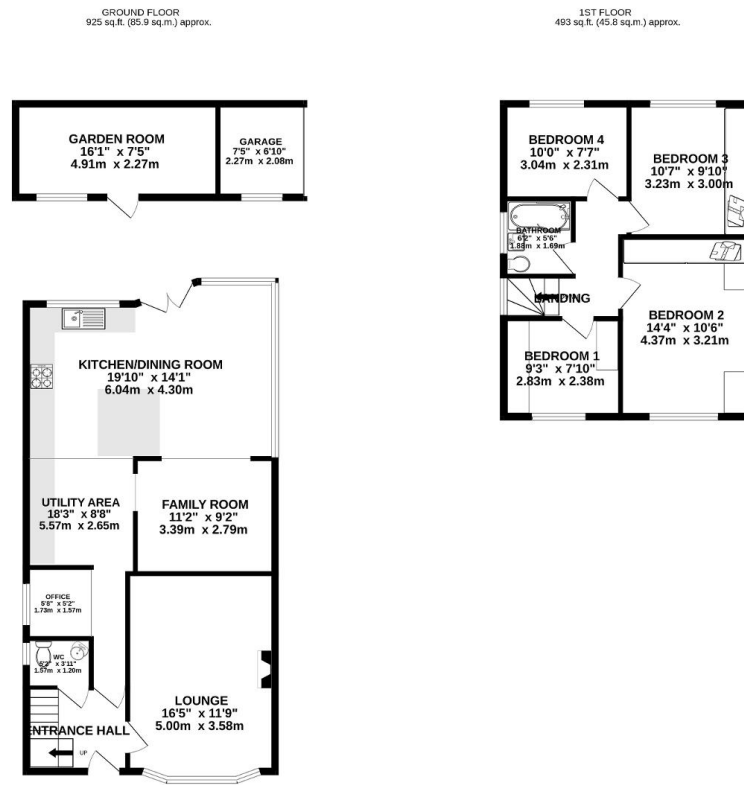 GROUND FLOOR
925 sq.ft. (85.9 sq.m.) approx.
GARDEN ROOM
16'1" x 7'5"
4.91m x 2.27m
GARAGE
7'5" x 6'10"
2.27m x 2.08m
KITCHEN/DINING ROOM
19'10" x 14'1"
6.04m x 4.30m
UTILITY AREA
18'3" x 8'8"
5.57m x 2.65m
FAMILY ROOM
11'2" x 9'2"
3.39m x 2.79m
OFFICE
5'8" x 5'2"
1.73m x 1.57m
WC
5'2" x 3'11"
1.57m x 1.20m
LOUNGE
16'5" x 11'9"
5.00m x 3.58m
ENTRANCE HALL
UP
1ST FLOOR
493 sq.ft. (45.8 sq.m.) approx.
BEDROOM 4
10'0" x 7'7"
3.04m x 2.31m
BEDROOM 3
10'7" x 9'10"
3.23m x 3.00m
BATHROOM
6'2" x 5'6"
1.88m x 1.69m
LANDING
BEDROOM 2
14'4" x 10'6"
4.37m x 3.21m
BEDROOM 1
9'3" x 7'10"
2.83m x 2.38m